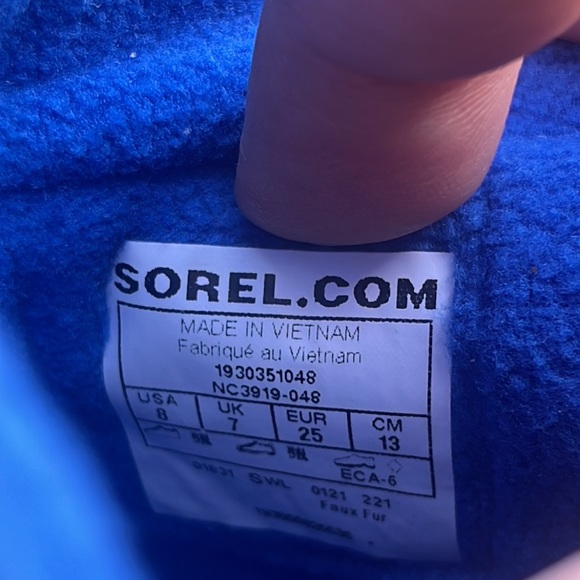 SOREL.COM
MADE IN VIETNAM
Fabriqué au Vietnam
1930351048
NC3919-048
USA UK EUR CM
8 7 25 13
ECA-6
01631 SWL 0121 221
Faux Fur